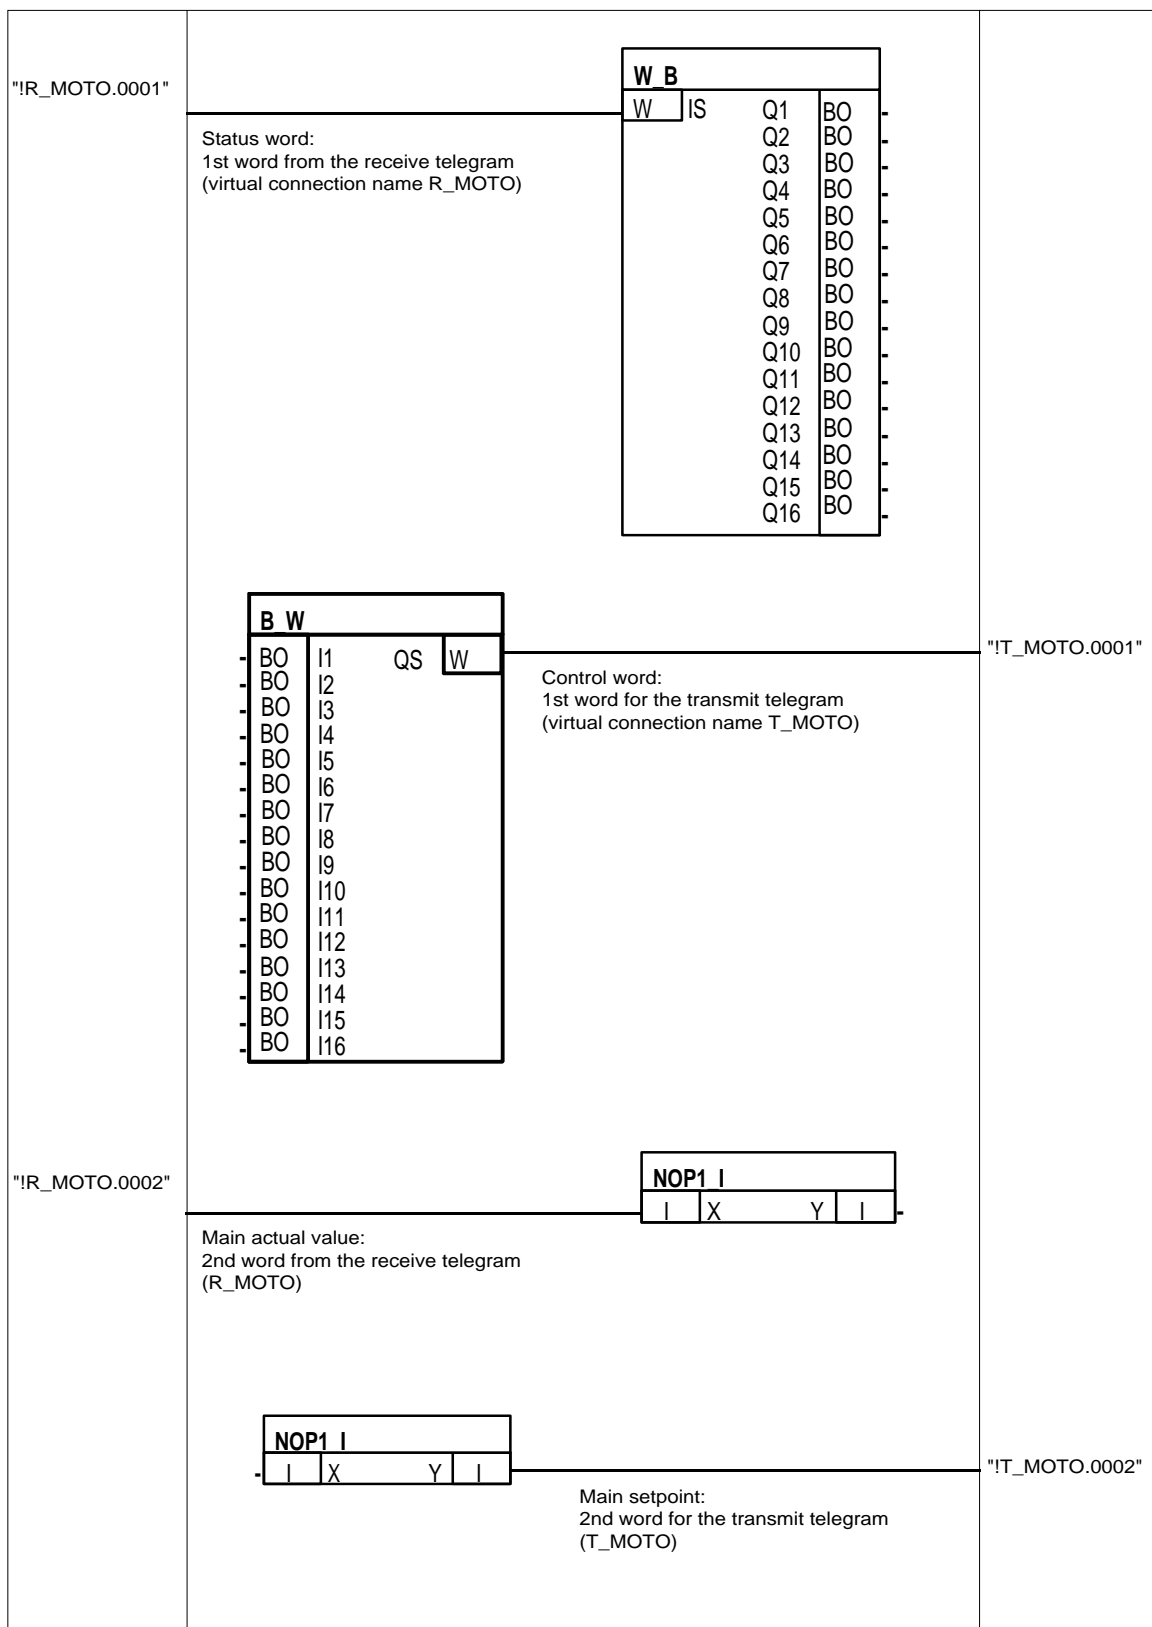 "!R_MOTO.0001"
W_B
W IS Q1 BO
Q2 BO
Q3 BO
Q4 BO
Q5 BO
Q6 BO
Q7 BO
Q8 BO
Q9 BO
Q10 BO
Q11 BO
Q12 BO
Q13 BO
Q14 BO
Q15 BO
Q16 BO
Status word:
1st word from the receive telegram
(virtual connection name R_MOTO)
B_W
BO I1 QS W
BO I2
BO I3
BO I4
BO I5
BO I6
BO I7
BO I8
BO I9
BO I10
BO I11
BO I12
BO I13
BO I14
BO I15
BO I16
"!T_MOTO.0001"
Control word:
1st word for the transmit telegram
(virtual connection name T_MOTO)
"!R_MOTO.0002"
NOP1_I
I X Y I
Main actual value:
2nd word from the receive telegram
(R_MOTO)
NOP1_I
I X Y I
"!T_MOTO.0002"
Main setpoint:
2nd word for the transmit telegram
(T_MOTO)